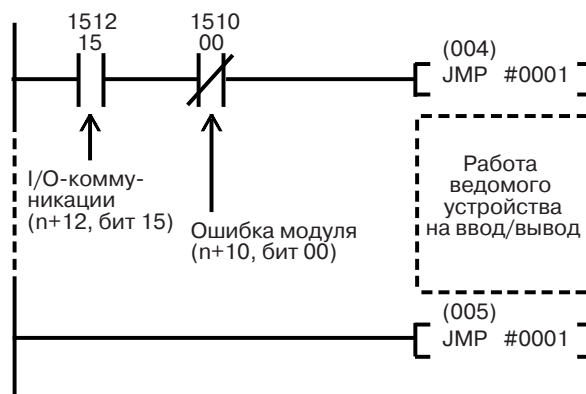 1512
15
1510
00
(004)
JMP #0001
I/O-комму-
никации
(n+12, бит 15)
Ошибка модуля
(n+10, бит 00)
Работа
ведомого
устройства
на ввод/вывод
(005)
JMP #0001